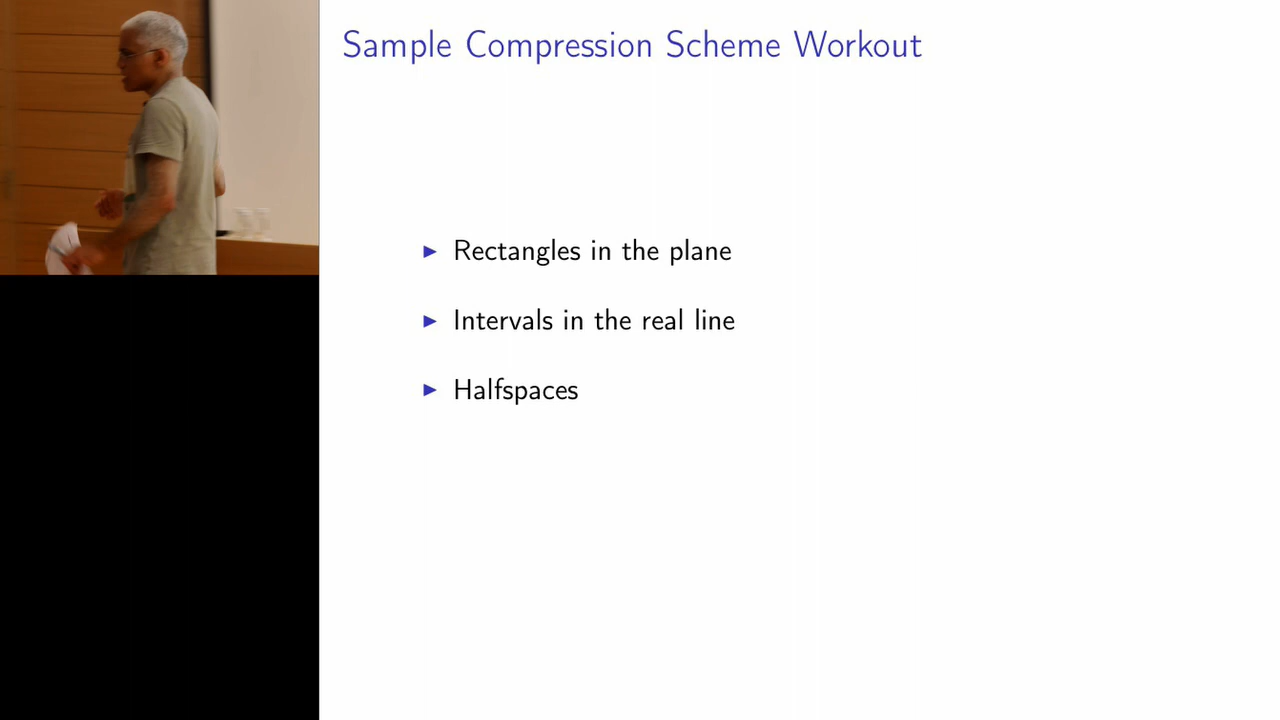 Sample Compression Scheme Workout
▶ Rectangles in the plane
▶ Intervals in the real line
▶ Halfspaces